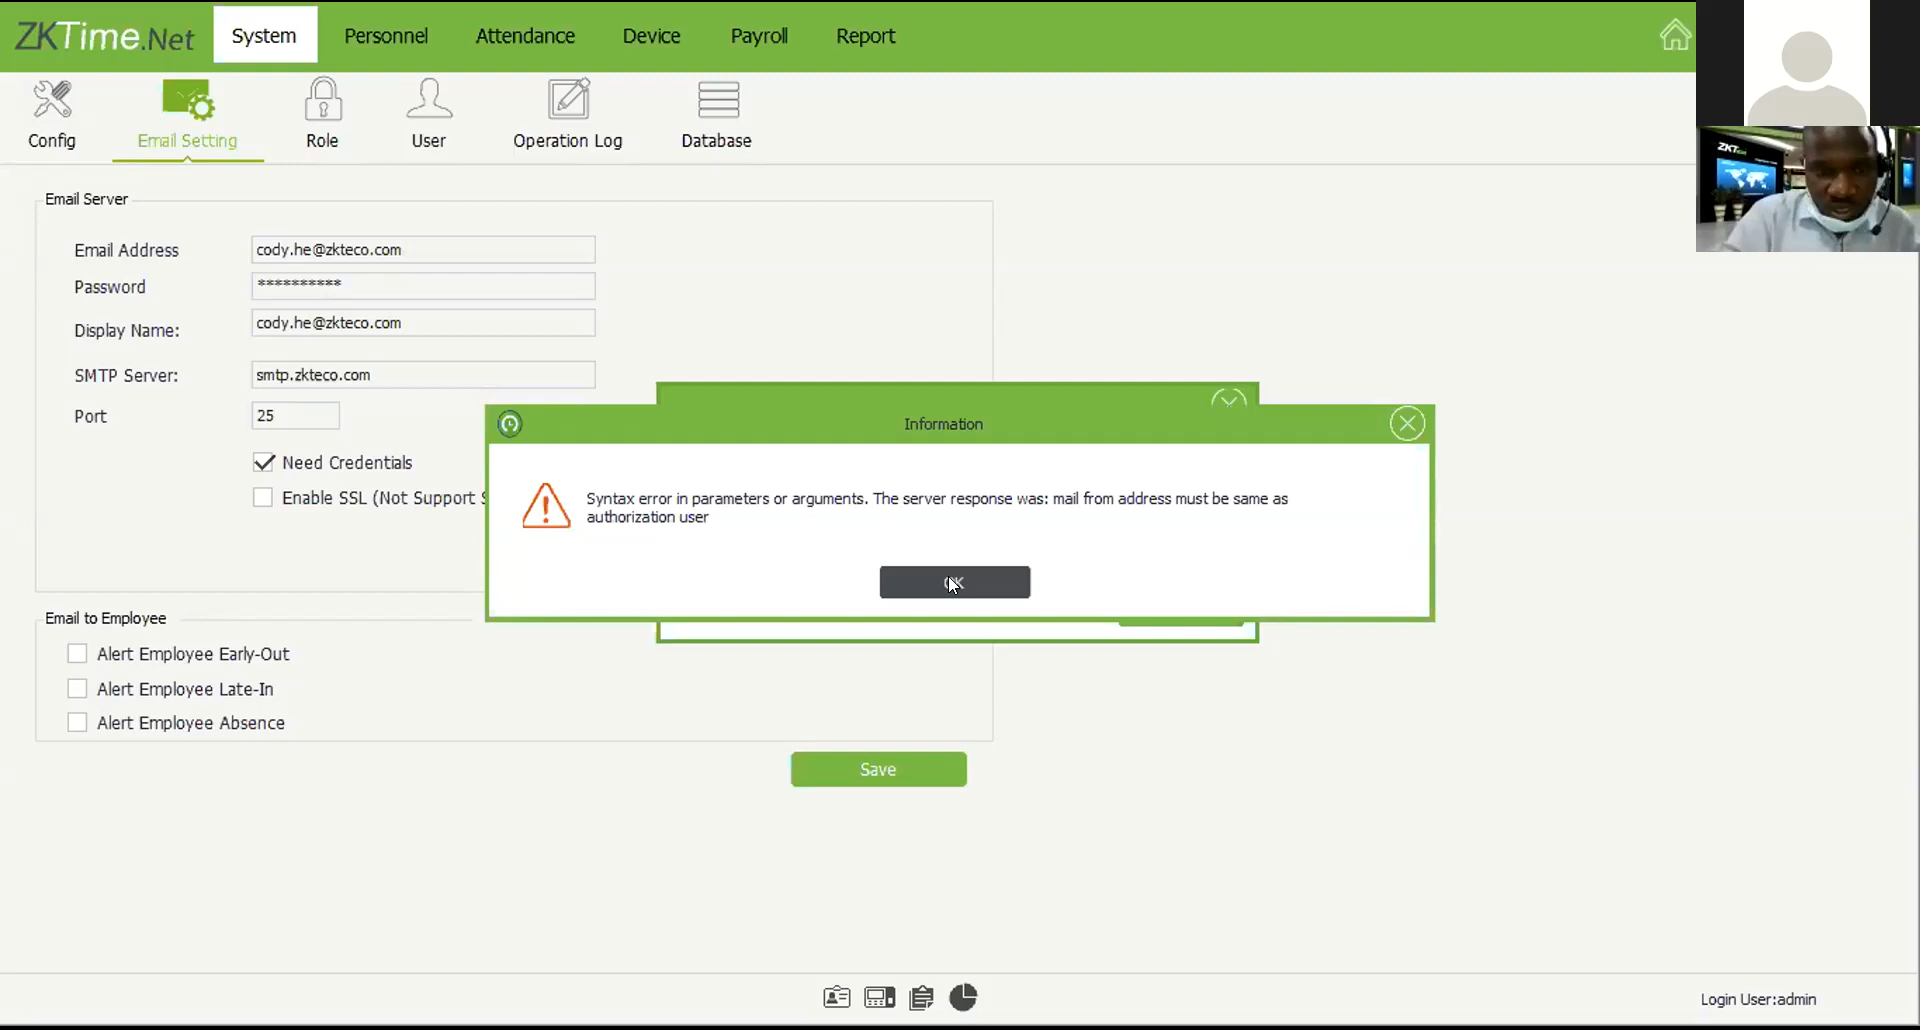 ZKTime.Net
System
Personnel
Attendance
Device
Payroll
Report
Config
Email Setting
Role
User
Operation Log
Database
Email Server
Email Address
cody.he@zkteco.com
Password
**********
Display Name:
cody.he@zkteco.com
SMTP Server:
smtp.zkteco.com
Port
25
Need Credentials
Enable SSL (Not Support S
Information
Syntax error in parameters or arguments. The server response was: mail from address must be same as
authorization user
OK
Email to Employee
Alert Employee Early-Out
Alert Employee Late-In
Alert Employee Absence
Save
Login User:admin